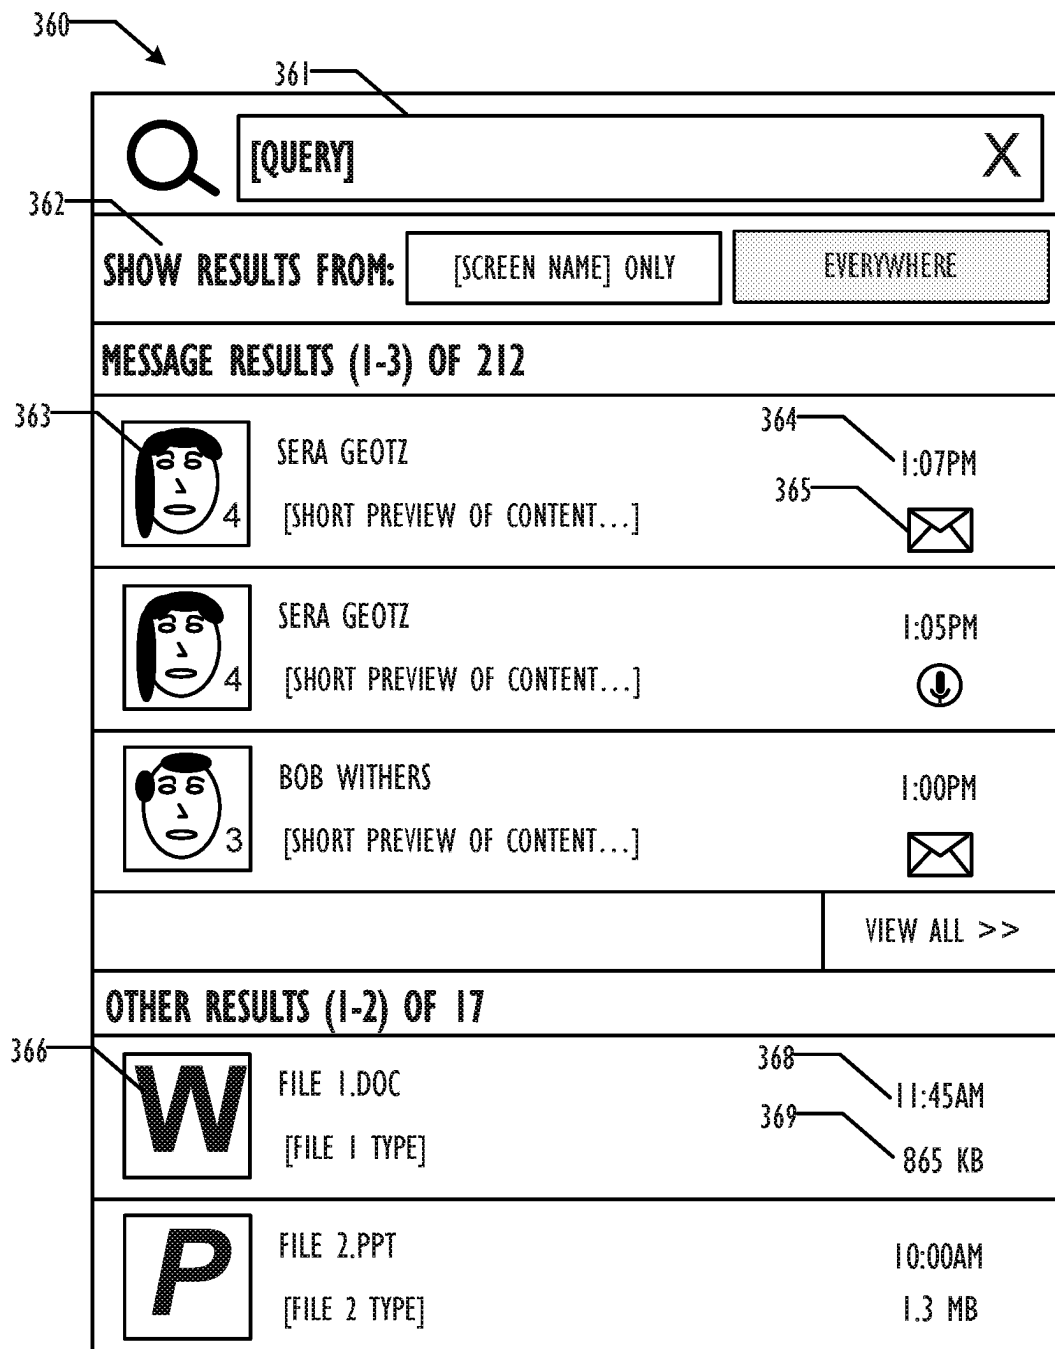 360
361
[QUERY] X
362
SHOW RESULTS FROM: [SCREEN NAME] ONLY EVERYWHERE
MESSAGE RESULTS (1-3) OF 212
363
364
SERA GEOTZ 1:07PM
365
4 [SHORT PREVIEW OF CONTENT...]
SERA GEOTZ 1:05PM
4 [SHORT PREVIEW OF CONTENT...]
BOB WITHERS 1:00PM
3 [SHORT PREVIEW OF CONTENT...]
VIEW ALL >>
OTHER RESULTS (1-2) OF 17
366
368
W FILE 1.DOC 11:45AM
369
[FILE 1 TYPE] 865 KB
P FILE 2.PPT 10:00AM
[FILE 2 TYPE] 1.3 MB